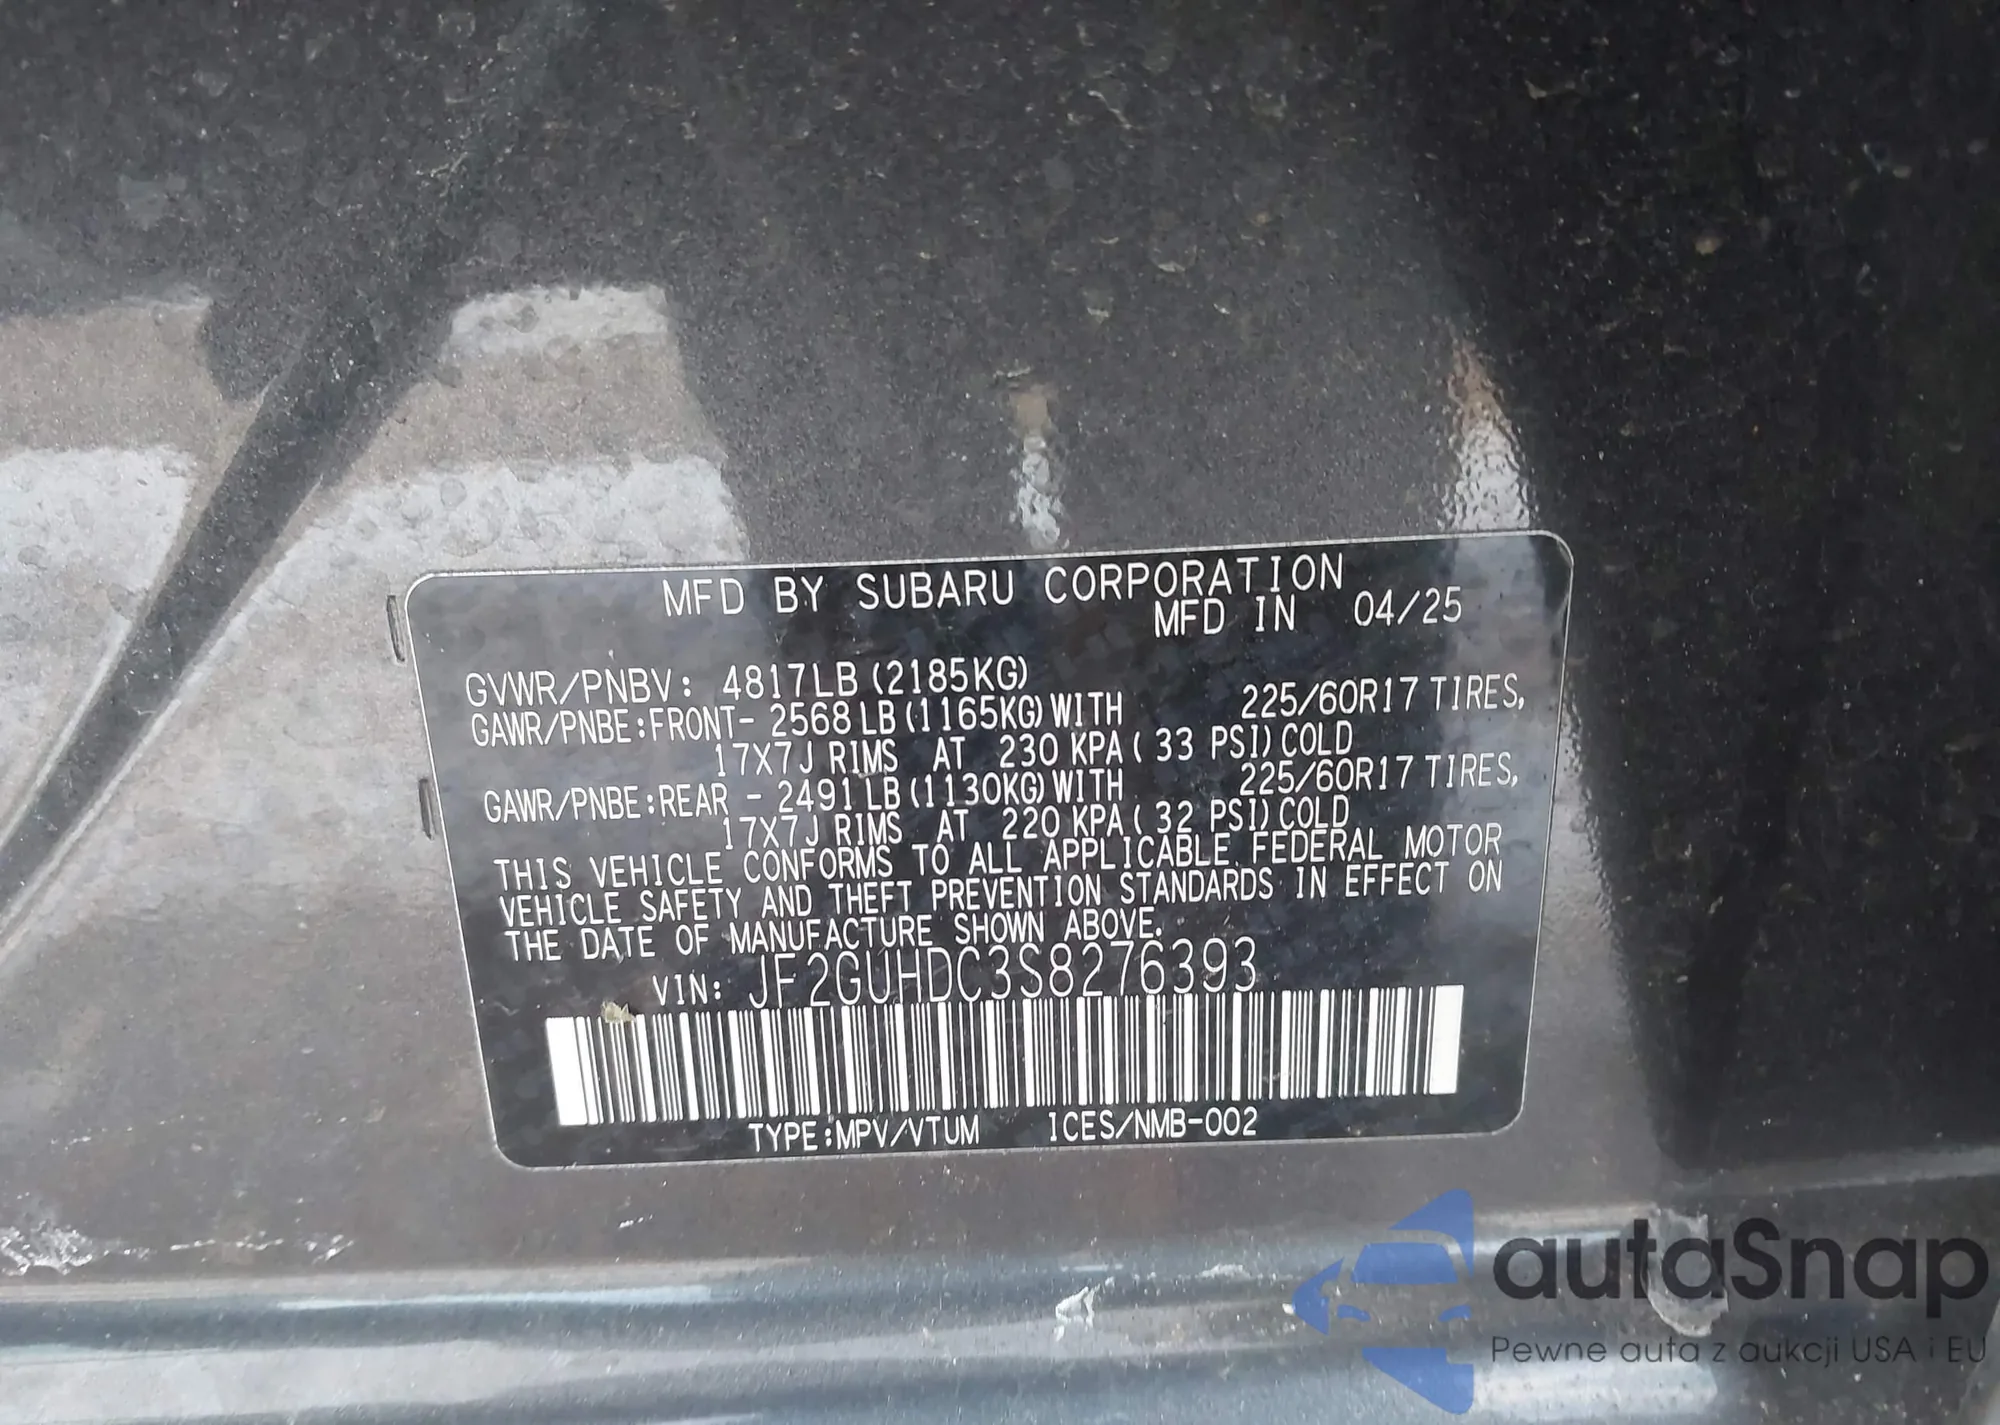 MFD BY SUBARU CORPORATION
MFD IN 04/25
GVWR/PNBV: 4817LB (2185KG)
GAWR/PNBE:FRONT- 2568 LB (1165KG) WITH 225/60R17 TIRES,
17X7J RIMS AT 230 KPA ( 33 PSI) COLD
GAWR/PNBE:REAR - 2491 LB (1130KG) WITH 225/60R17 TIRES,
17X7J RIMS AT 220 KPA ( 32 PSI) COLD
THIS VEHICLE CONFORMS TO ALL APPLICABLE FEDERAL MOTOR
VEHICLE SAFETY AND THEFT PREVENTION STANDARDS IN EFFECT ON
THE DATE OF MANUFACTURE SHOWN ABOVE.
VIN: JF2GUHDC3S8276393
TYPE:MPV/VTUM ICES/NMB-002
autaSnap
Pewne auta z aukcji USA i EU